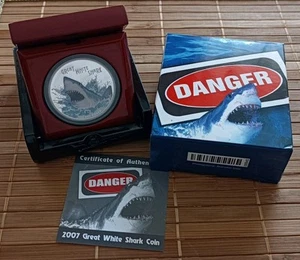 GREAT WHITE SHARK
DANGER
Certificate of Authen
DANGER
2007 Great White Shark Coin